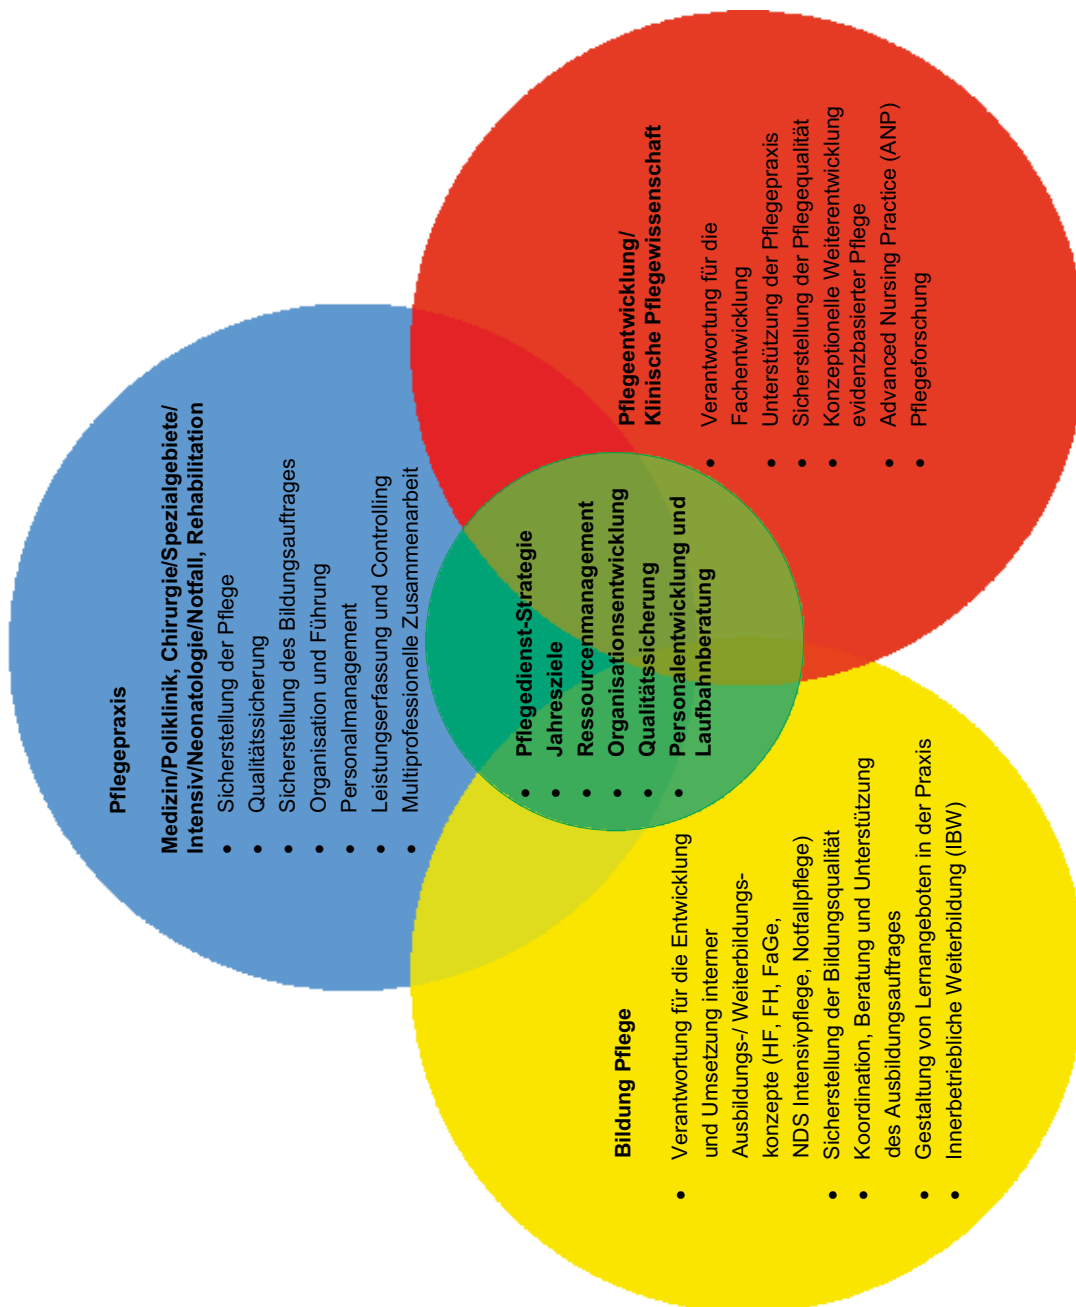 Pflegepraxis
Medizin/Poliklinik, Chirurgie/Spezialgebiete/
Intensiv/Neonatologie/Notfall, Rehabilitation
• Sicherstellung der Pflege
• Qualitätssicherung
• Sicherstellung des Bildungsauftrages
• Organisation und Führung
• Personalmanagement
• Leistungserfassung und Controlling
• Multiprofessionelle Zusammenarbeit
• Pflegedienst-Strategie
• Jahresziele
• Ressourcenmanagement
• Organisationsentwicklung
• Qualitätssicherung
• Personalentwicklung und
Laufbahnberatung
Bildung Pflege
• Verantwortung für die Entwicklung
und Umsetzung interner
Ausbildungs-/ Weiterbildungs-
konzepte (HF, FH, FaGe,
NDS Intensivpflege, Notfallpflege)
• Sicherstellung der Bildungsqualität
• Koordination, Beratung und Unterstützung
des Ausbildungsauftrages
• Gestaltung von Lernangeboten in der Praxis
• Innerbetriebliche Weiterbildung (IBW)
Pflegeentwicklung/
Klinische Pflegewissenschaft
• Verantwortung für die
Fachentwicklung
• Unterstützung der Pflegepraxis
• Sicherstellung der Pflegequalität
• Konzeptionelle Weiterentwicklung
evidenzbasierter Pflege
• Advanced Nursing Practice (ANP)
• Pflegeforschung